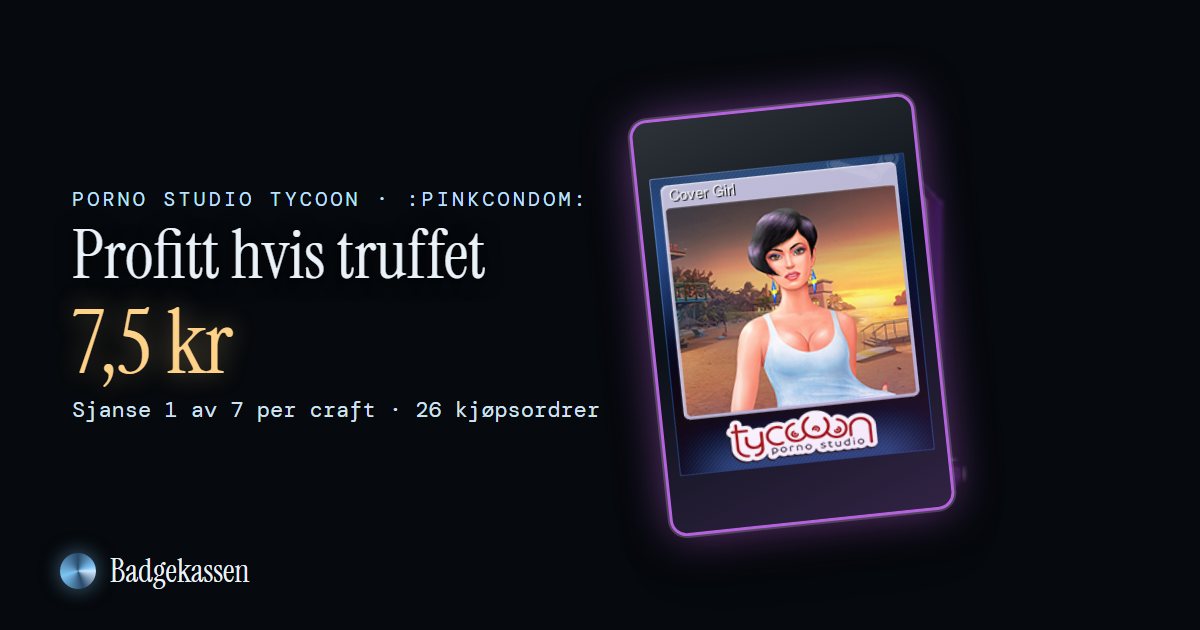 PORNO STUDIO TYCOON · :PINKCONDOM:
Profitt hvis truffet
7,5 kr
Sjanse 1 av 7 per craft · 26 kjøpsordrer
Cover Girl
tycoon
porno studio
Badgekassen